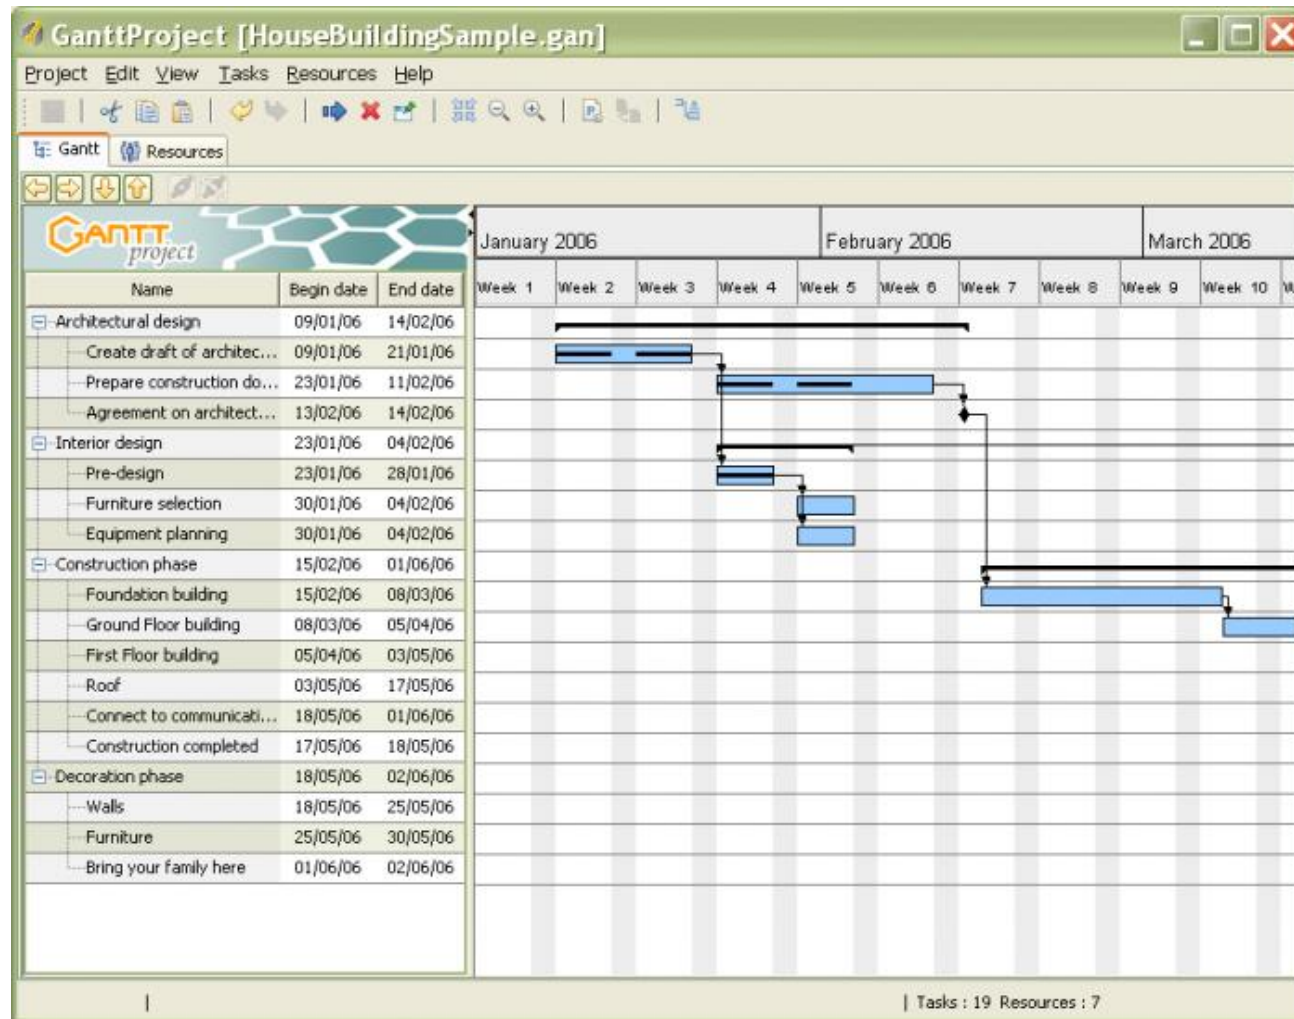 GanttProject [HouseBuildingSample.gan]
Project Edit View Tasks Resources Help
Gantt Resources
GANTT project
January 2006 February 2006 March 2006
Name Begin date End date Week 1 Week 2 Week 3 Week 4 Week 5 Week 6 Week 7 Week 8 Week 9 Week 10
Architectural design 09/01/06 14/02/06
Create draft of architec... 09/01/06 21/01/06
Prepare construction do... 23/01/06 11/02/06
Agreement on architect... 13/02/06 14/02/06
Interior design 23/01/06 04/02/06
Pre-design 23/01/06 28/01/06
Furniture selection 30/01/06 04/02/06
Equipment planning 30/01/06 04/02/06
Construction phase 15/02/06 01/06/06
Foundation building 15/02/06 08/03/06
Ground Floor building 08/03/06 05/04/06
First Floor building 05/04/06 03/05/06
Roof 03/05/06 17/05/06
Connect to communicati... 18/05/06 01/06/06
Construction completed 17/05/06 18/05/06
Decoration phase 18/05/06 02/06/06
Walls 18/05/06 25/05/06
Furniture 25/05/06 30/05/06
Bring your family here 01/06/06 02/06/06
Tasks : 19 Resources : 7